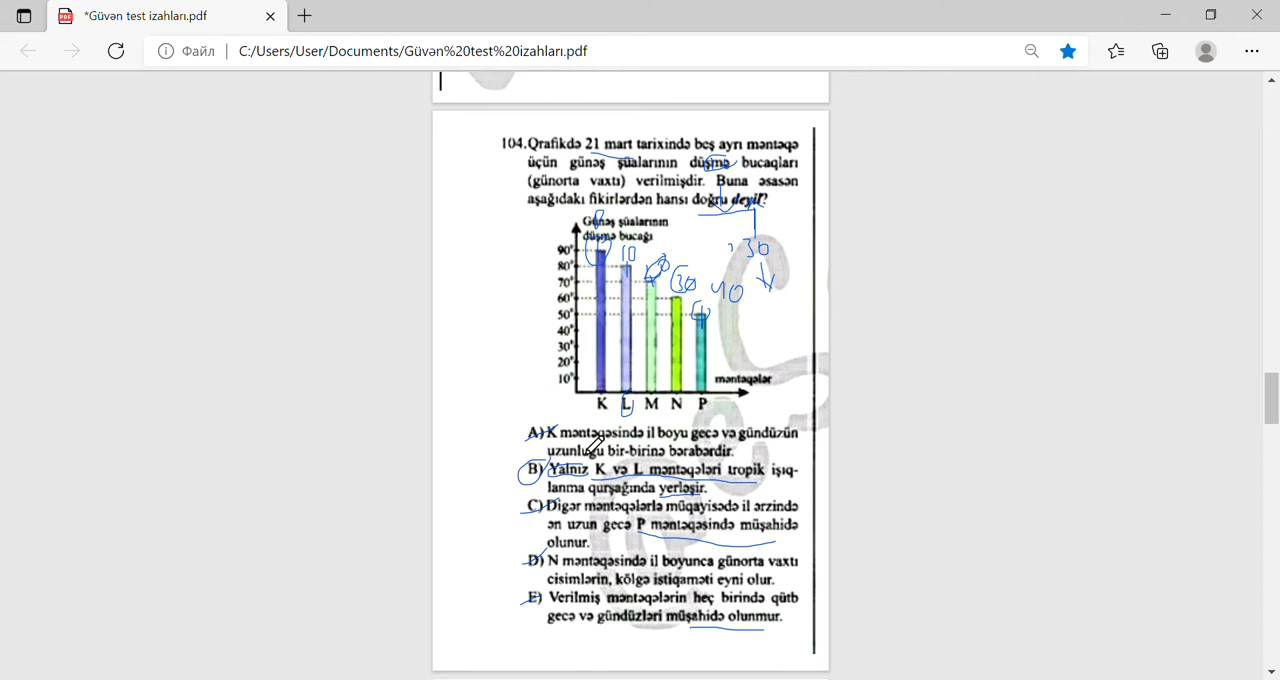 *Güvən test izahları.pdf
Файл
C:/Users/User/Documents/Güvən%20test%20izahları.pdf
104.Qrafikdə 21 mart tarixində beş ayrı məntəqə
üçün günəş şüalarının düşmə bucaqları
(günorta vaxtı) verilmişdir. Buna əsasən
aşağıdakı fikirlərdən hansı doğru deyil?
Günəş şüalarının
düşmə bucağı
90°
80°
70°
60°
50°
40°
30°
20°
10°
10
30
40
30
məntəqələr
K L M N P
A) K məntəqəsində il boyu gecə və gündüzün
uzunluğu bir-birinə bərabərdir.
B) Yalnız K və L məntəqələri tropik işıq-
lanma qurşağında yerləşir.
C) Digər məntəqələrlə müqayisədə il ərzində
ən uzun gecə P məntəqəsində müşahidə
olunur.
D) N məntəqəsində il boyunca günorta vaxtı
cisimlərin, kölgə istiqaməti eyni olur.
E) Verilmiş məntəqələrin heç birində qütb
gecə və gündüzləri müşahidə olunmur.